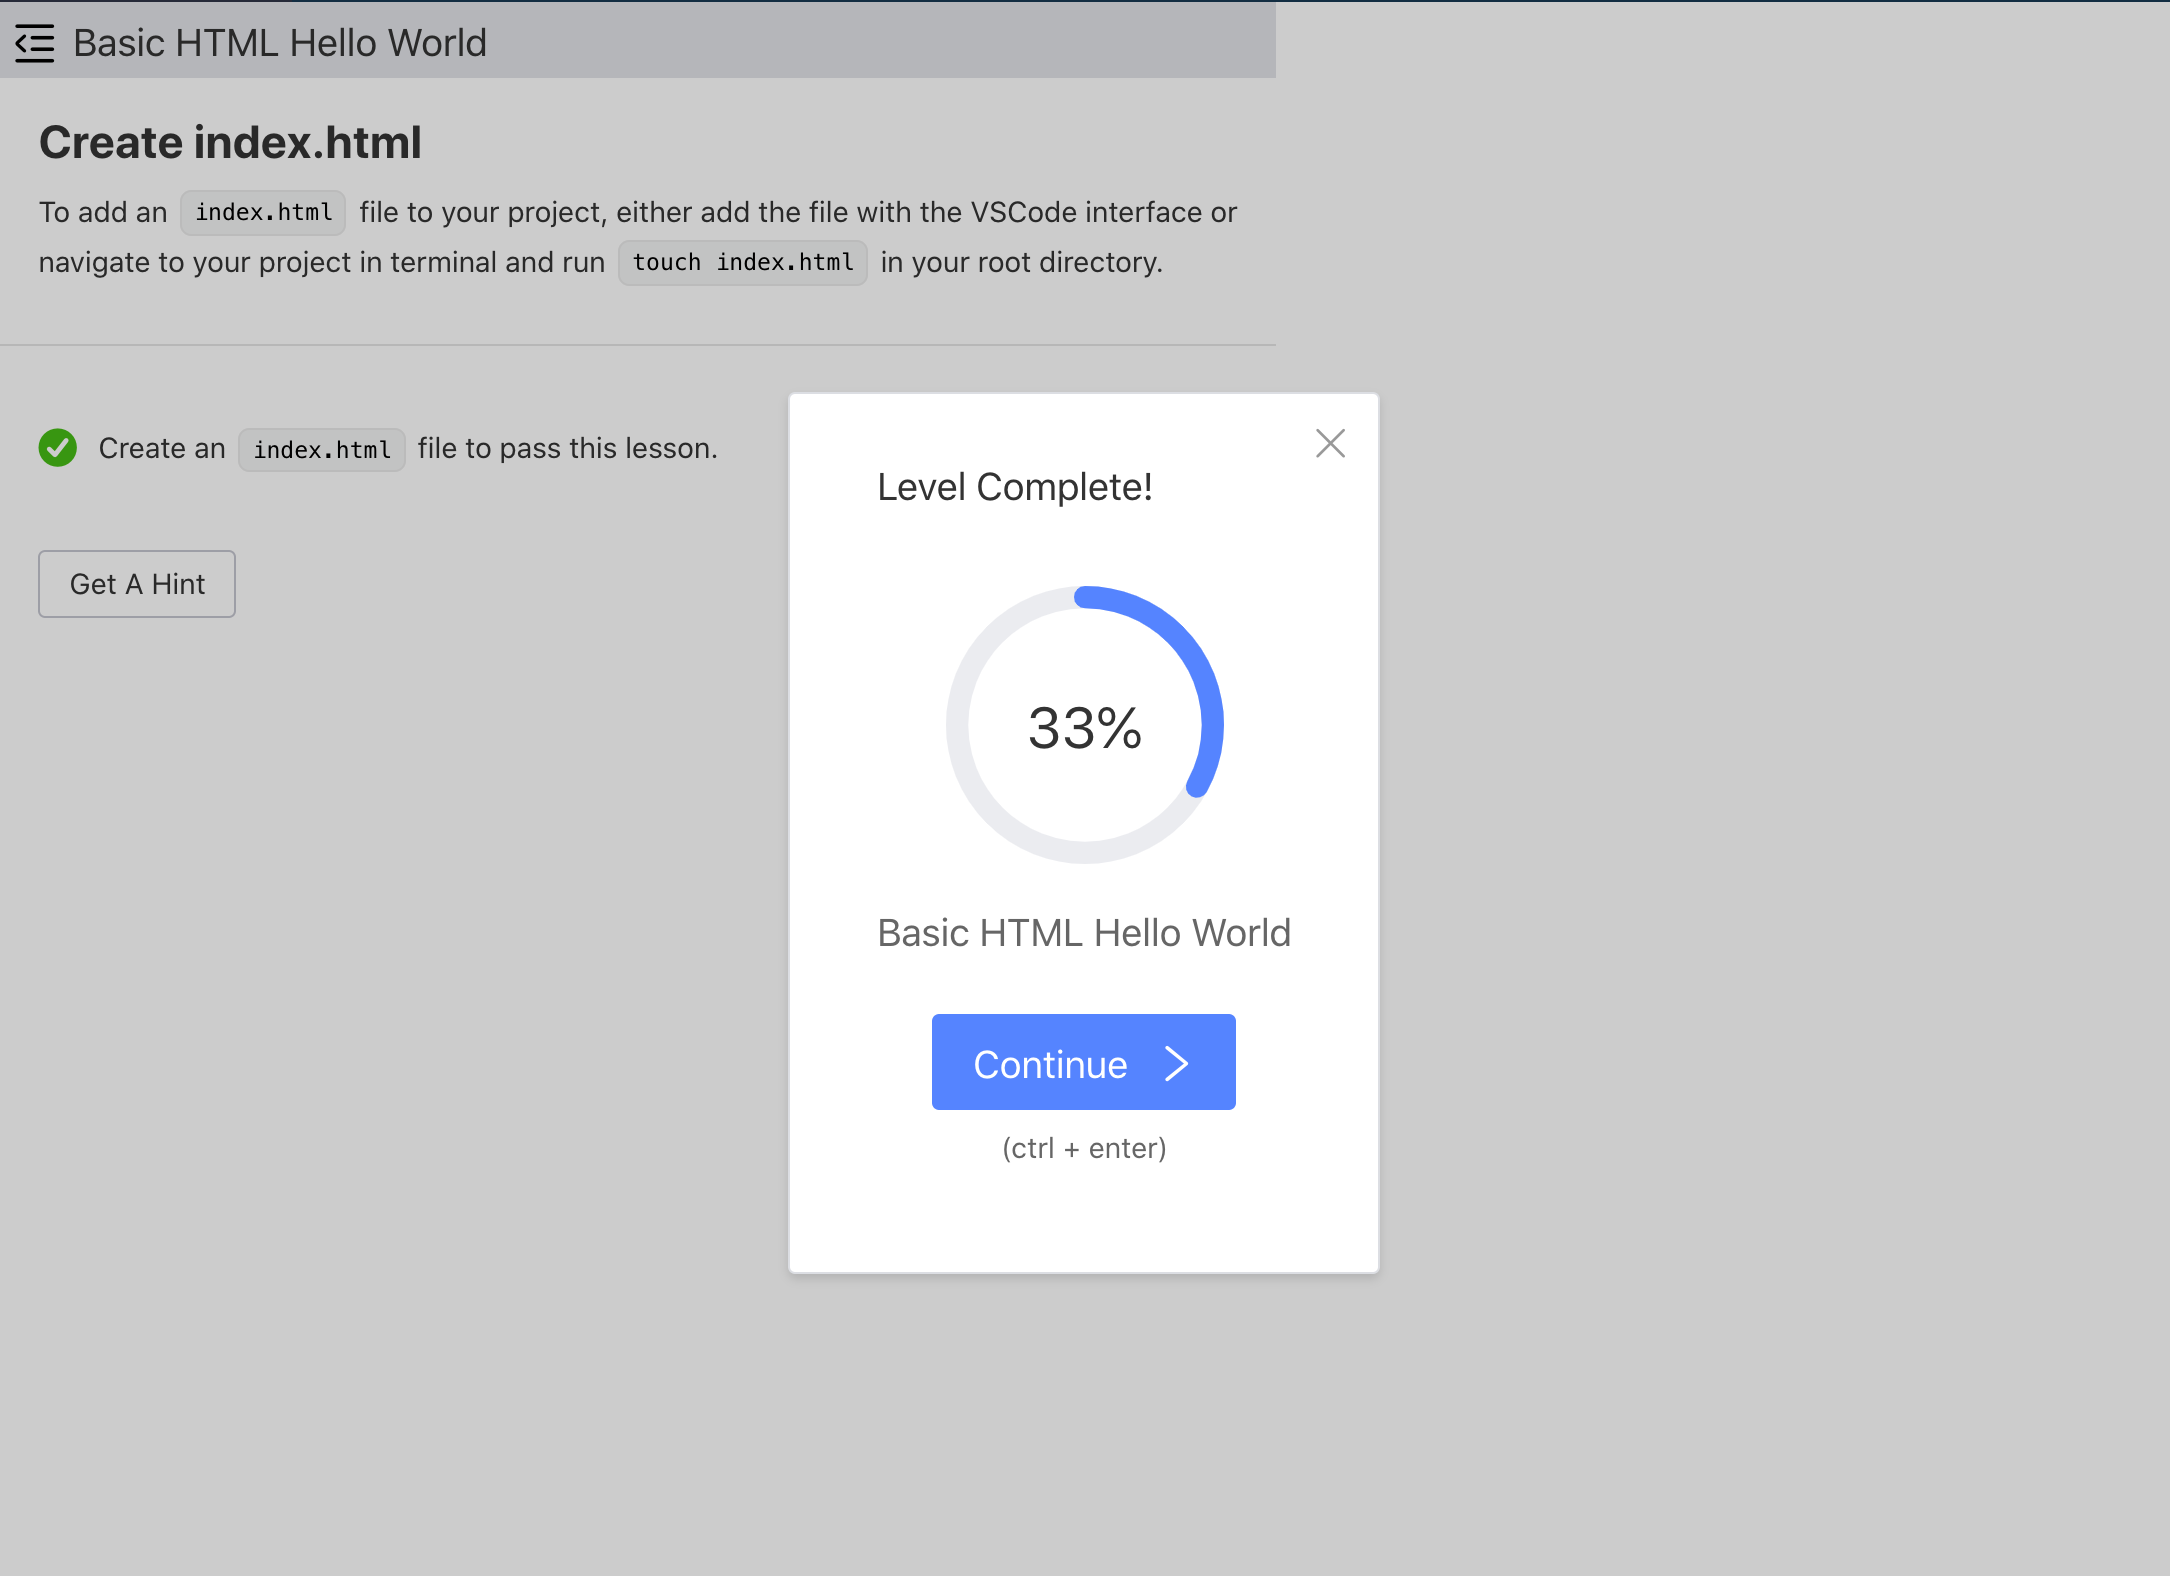 Basic HTML Hello World
Create index.html
To add an index.html file to your project, either add the file with the VSCode interface or
navigate to your project in terminal and run touch index.html in your root directory.
Create an index.html file to pass this lesson.
Get A Hint
Level Complete!
33%
Basic HTML Hello World
Continue
(ctrl + enter)